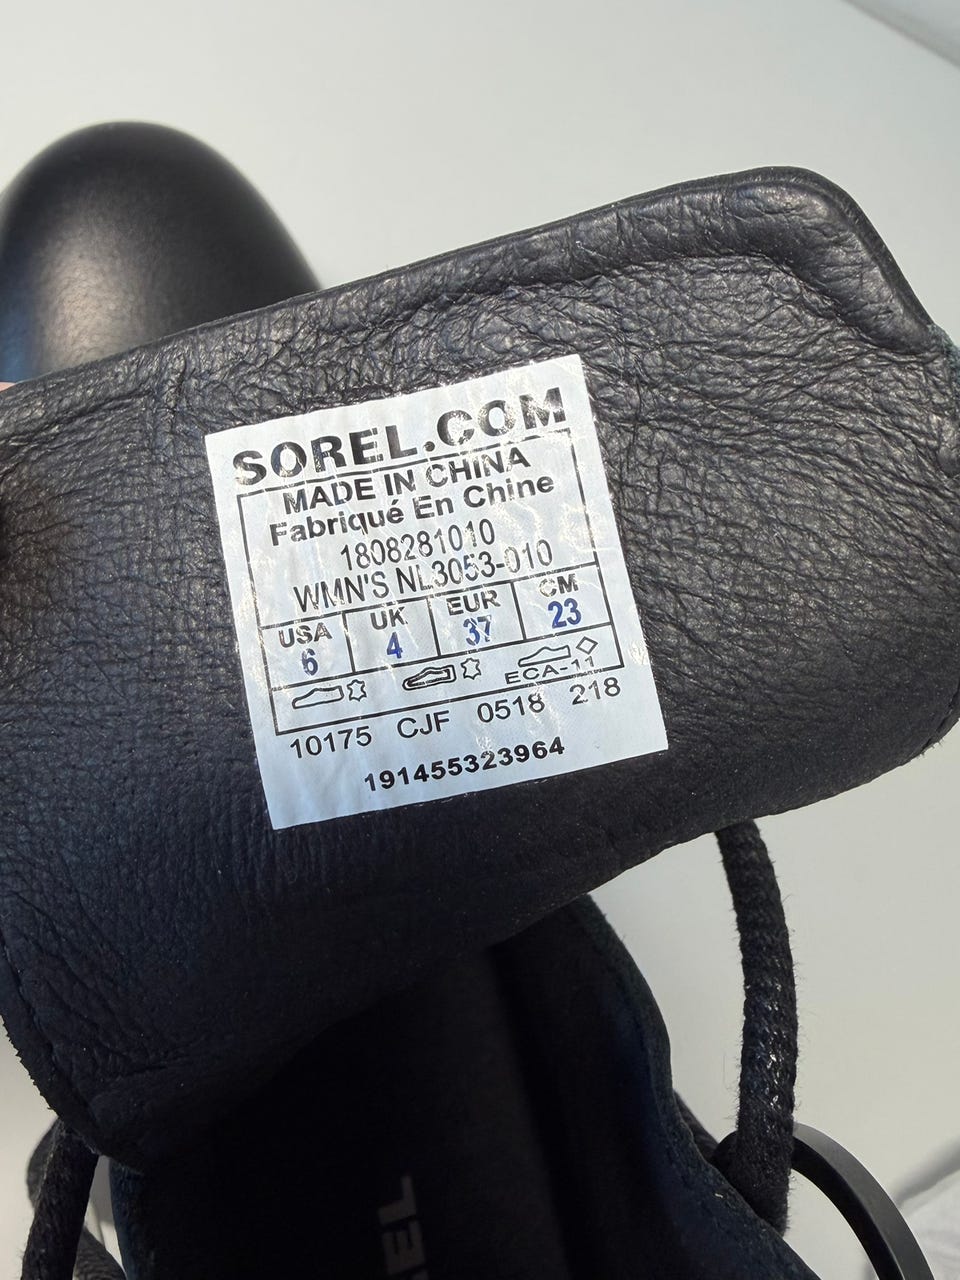 SOREL.COM
MADE IN CHINA
Fabriqué En Chine
1808281010
WMN'S NL3053-010
USA UK EUR CM
6 4 37 23
ECA-11
10175 CJF 0518 218
191455323964
EL